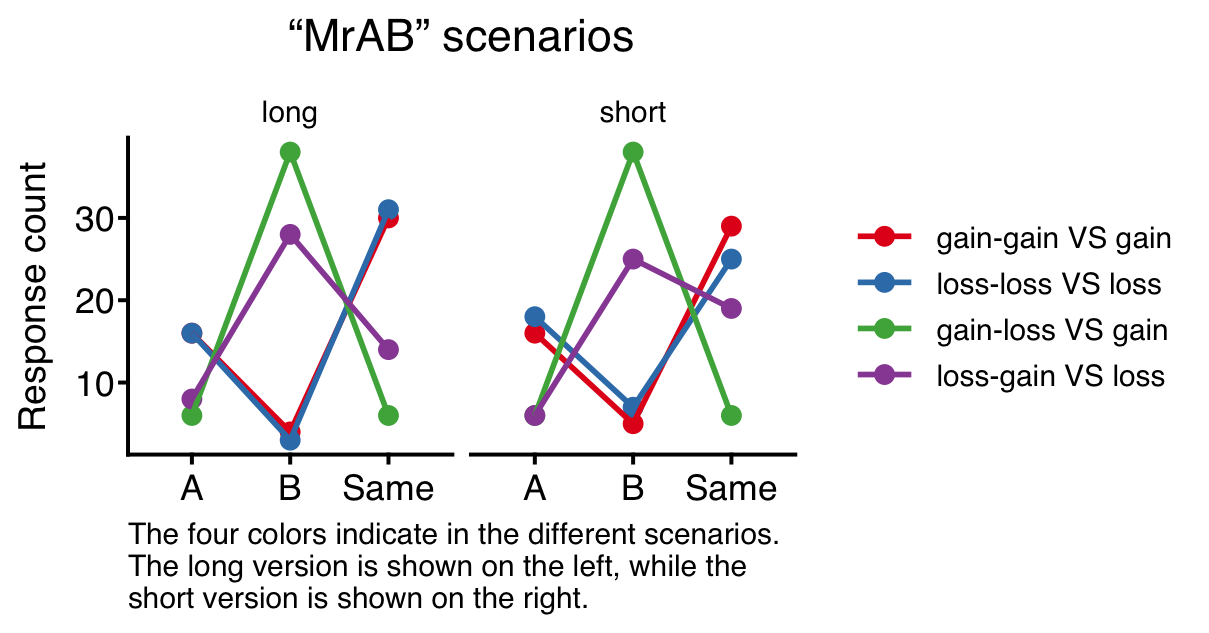 “MrAB” scenarios
long
short
Response count
30
20
10
A B Same
A B Same
gain-gain VS gain
loss-loss VS loss
gain-loss VS gain
loss-gain VS loss
The four colors indicate in the different scenarios.
The long version is shown on the left, while the
short version is shown on the right.